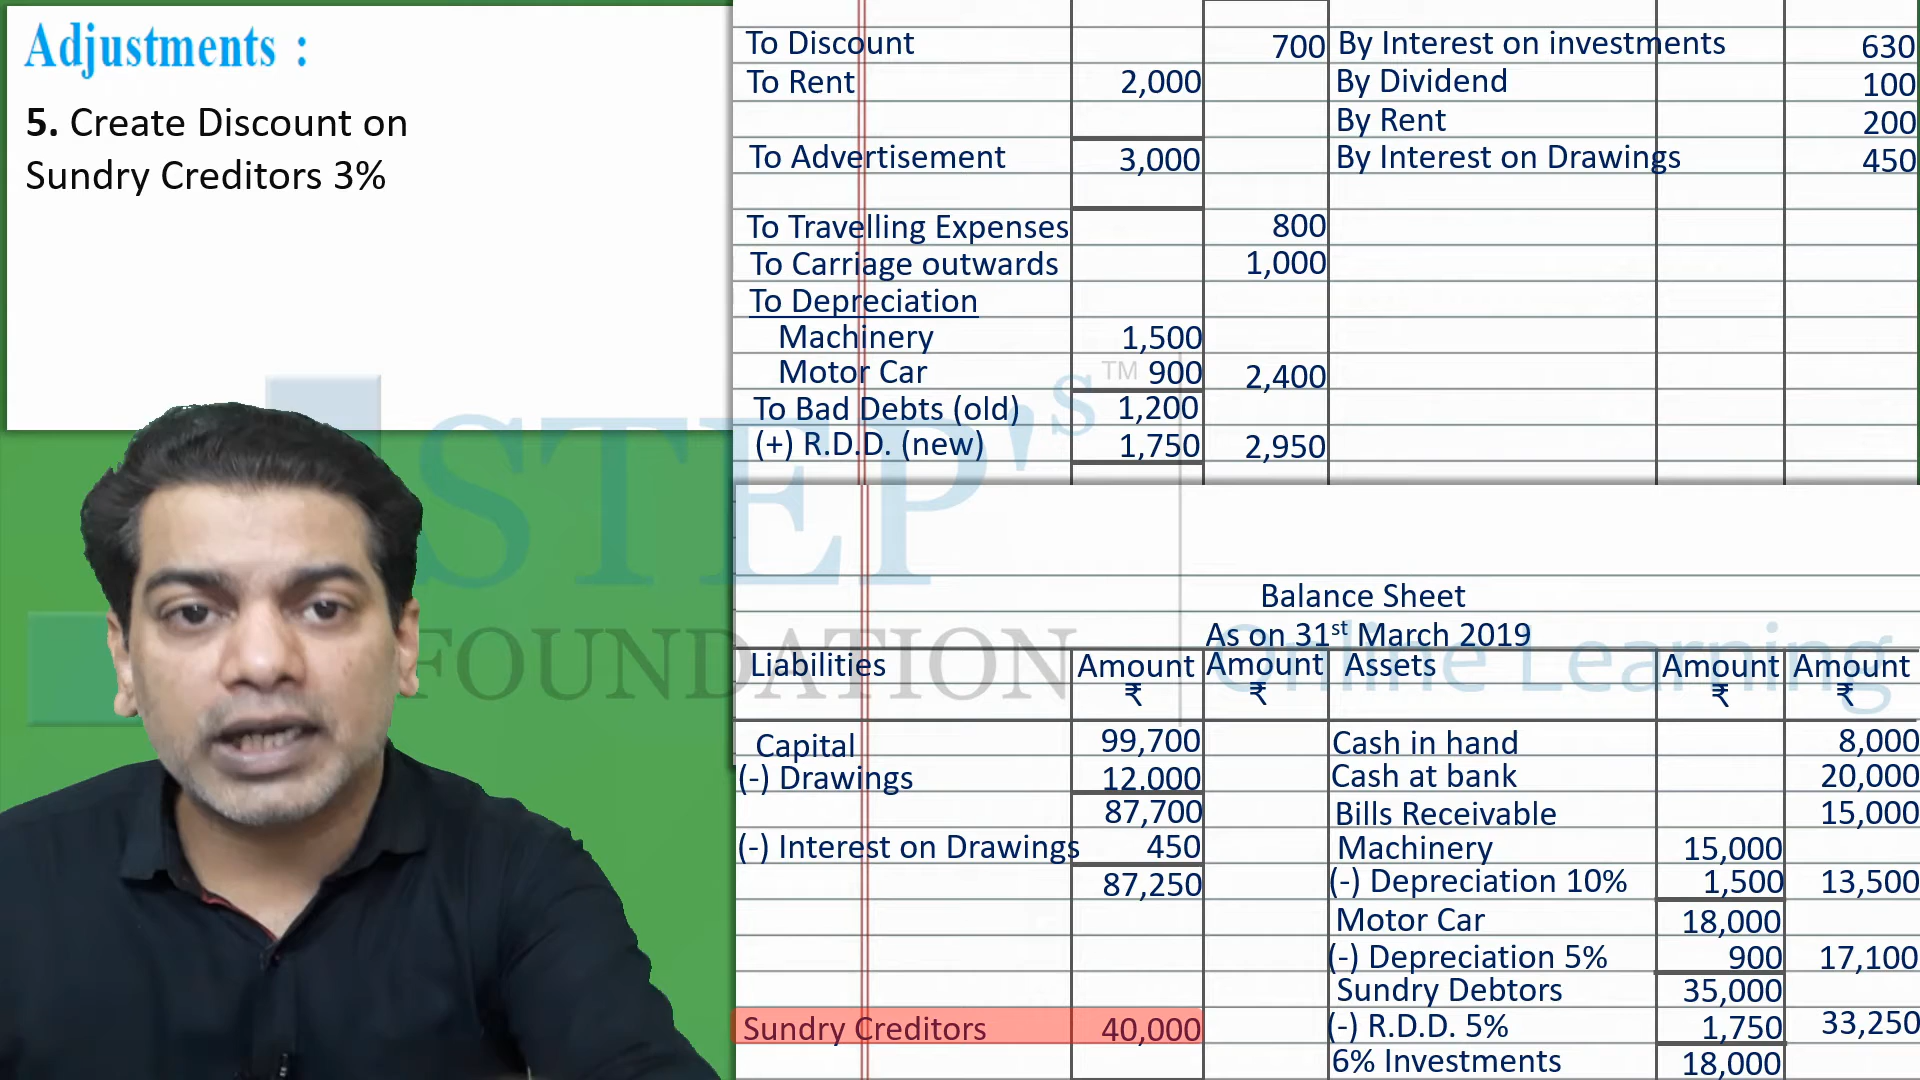 Adjustments :
5. Create Discount on
Sundry Creditors 3%
To Discount 700 By Interest on investments 630
To Rent 2,000 By Dividend 100
By Rent 200
To Advertisement 3,000 By Interest on Drawings 450
To Travelling Expenses 800
To Carriage outwards 1,000
To Depreciation
Machinery 1,500
Motor Car 900 2,400
To Bad Debts (old) 1,200
(+) R.D.D. (new) 1,750 2,950
STEP's TM
FOUNDATION
Online Learning
Balance Sheet
As on 31st March 2019
Liabilities Amount ₹ Amount ₹ Assets Amount ₹ Amount ₹
Capital 99,700 Cash in hand 8,000
(-) Drawings 12,000 Cash at bank 20,000
87,700 Bills Receivable 15,000
(-) Interest on Drawings 450 Machinery 15,000
87,250 (-) Depreciation 10% 1,500 13,500
Motor Car 18,000
(-) Depreciation 5% 900 17,100
Sundry Debtors 35,000
Sundry Creditors 40,000 (-) R.D.D. 5% 1,750 33,250
6% Investments 18,000